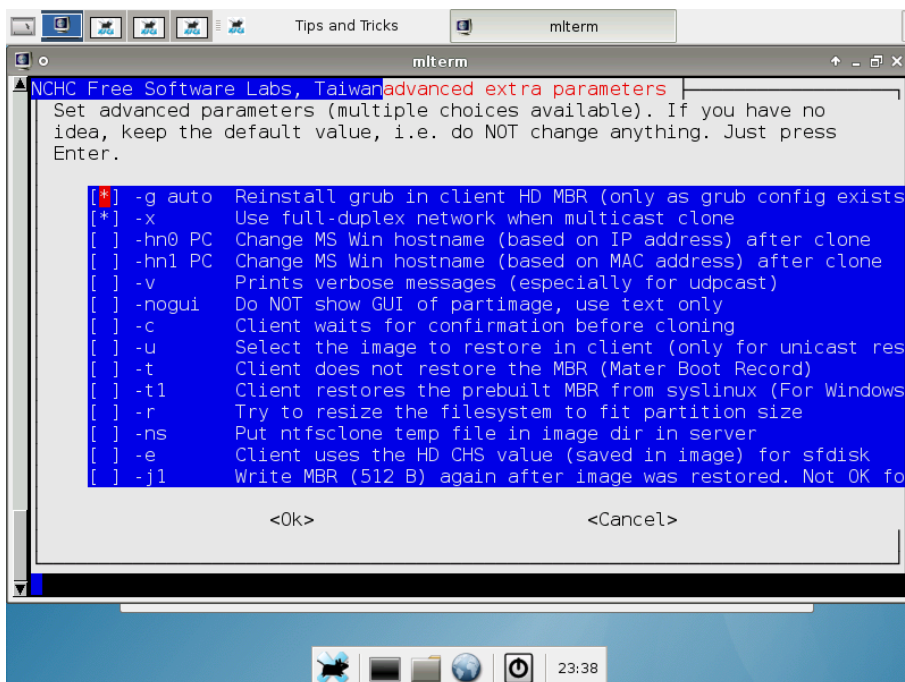 Tips and Tricks
mlterm
mlterm
NCHC Free Software Labs, Taiwan advanced extra parameters
Set advanced parameters (multiple choices available). If you have no
idea, keep the default value, i.e. do NOT change anything. Just press
Enter.
[*] -g auto Reinstall grub in client HD MBR (only as grub config exists
[*] -x Use full-duplex network when multicast clone
[ ] -hn0 PC Change MS Win hostname (based on IP address) after clone
[ ] -hn1 PC Change MS Win hostname (based on MAC address) after clone
[ ] -v Prints verbose messages (especially for udpcast)
[ ] -nogui Do NOT show GUI of partimage, use text only
[ ] -c Client waits for confirmation before cloning
[ ] -u Select the image to restore in client (only for unicast res
[ ] -t Client does not restore the MBR (Mater Boot Record)
[ ] -t1 Client restores the prebuilt MBR from syslinux (For Windows
[ ] -r Try to resize the filesystem to fit partition size
[ ] -ns Put ntfsclone temp file in image dir in server
[ ] -e Client uses the HD CHS value (saved in image) for sfdisk
[ ] -j1 Write MBR (512 B) again after image was restored. Not OK fo
<Ok> <Cancel>
23:38